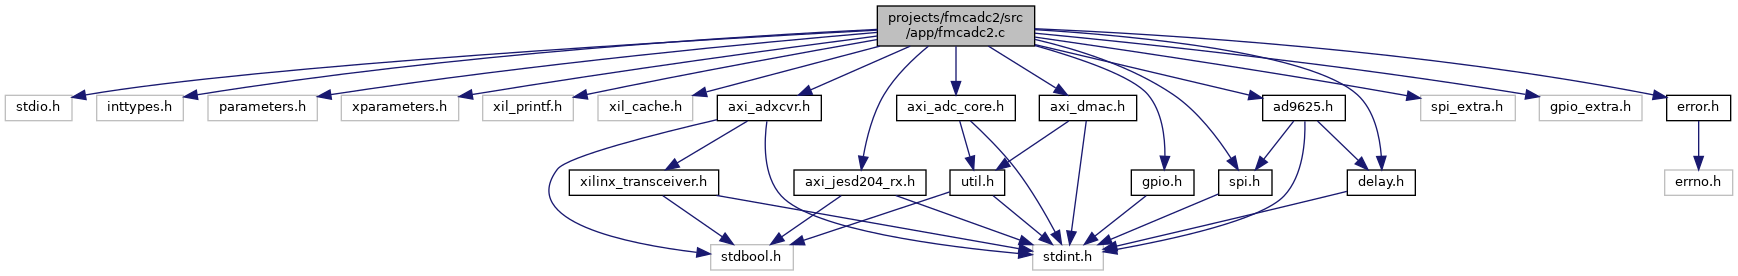 projects/fmcadc2/src
/app/fmcadc2.c
stdio.h
inttypes.h
parameters.h
xparameters.h
xil_printf.h
xil_cache.h
axi_adxcvr.h
axi_adc_core.h
axi_dmac.h
ad9625.h
spi_extra.h
gpio_extra.h
error.h
xilinx_transceiver.h
axi_jesd204_rx.h
util.h
gpio.h
spi.h
delay.h
errno.h
stdbool.h
stdint.h